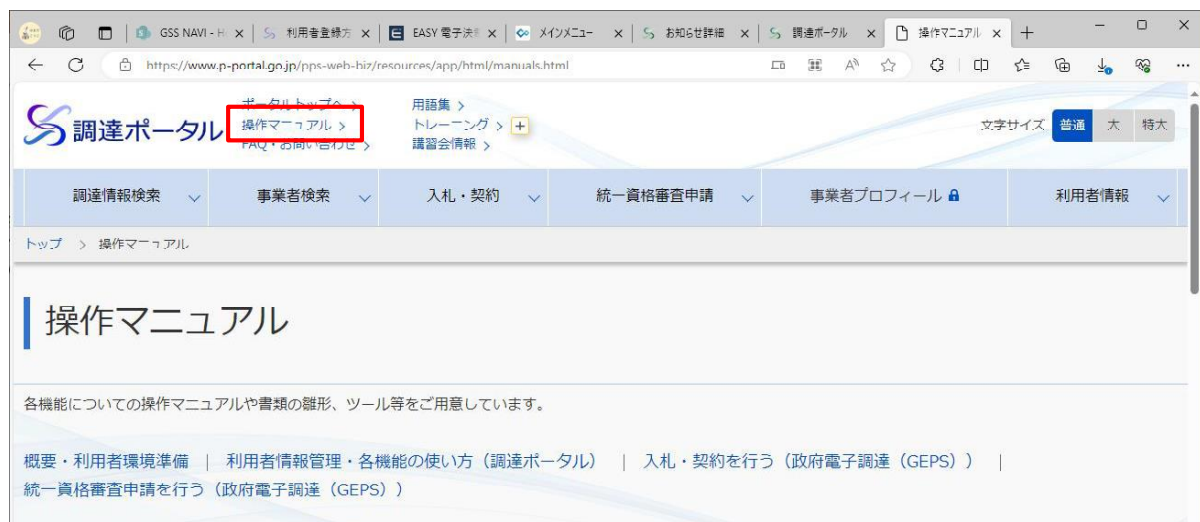 GSS NAVI - H
利用者登録方
EASY 電子決
メインメニュー
お知らせ詳細
調達ポータル
操作マニュアル
https://www.p-portal.go.jp/pps-web-biz/resources/app/html/manuals.html
調達ポータル
ポータルトップへ >
操作マニュアル >
FAQ・お問い合わせ >
用語集 >
トレーニング >
講習会情報 >
文字サイズ 普通 大 特大
調達情報検索 事業者検索 入札・契約 統一資格審査申請 事業者プロフィール 利用者情報
トップ > 操作マニュアル
操作マニュアル
各機能についての操作マニュアルや書類の雛形、ツール等をご用意しています。
概要・利用者環境準備 | 利用者情報管理・各機能の使い方（調達ポータル） | 入札・契約を行う（政府電子調達（GEPS）） |
統一資格審査申請を行う（政府電子調達（GEPS））